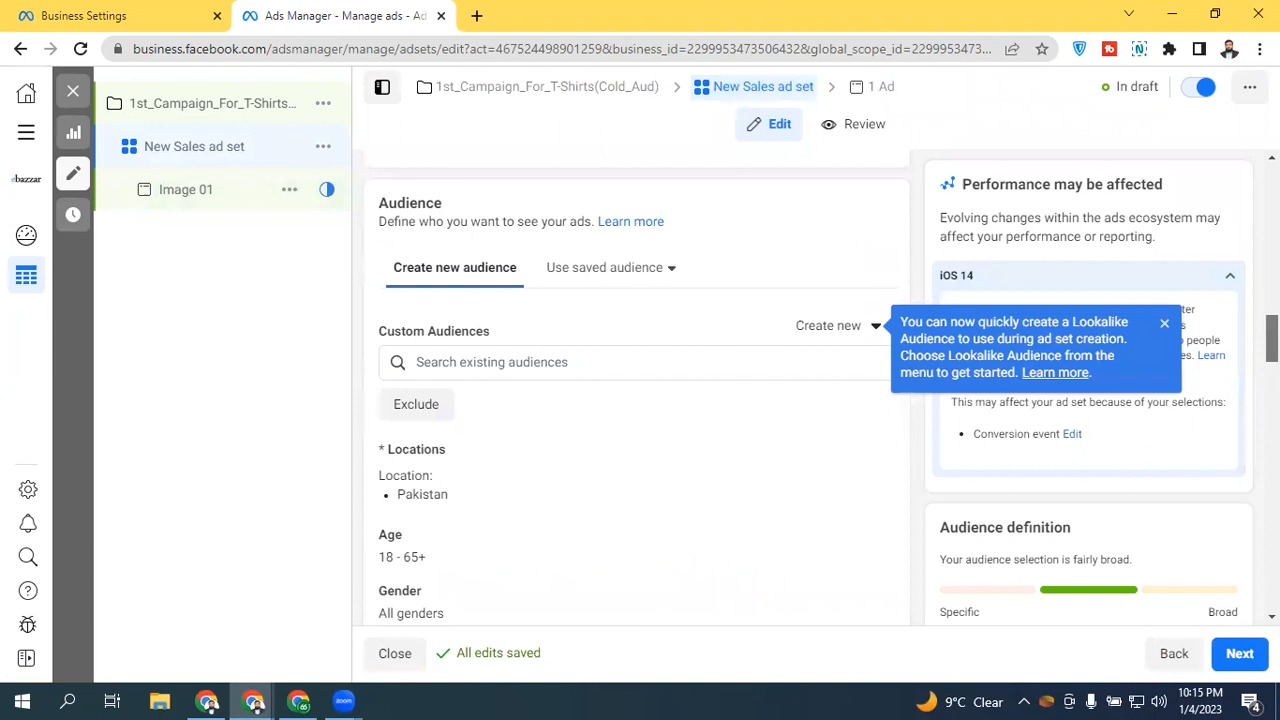 Business Settings
Ads Manager - Manage ads - Ad
business.facebook.com/adsmanager/manage/adsets/edit?act=467524498901259&business_id=2299953473506432&global_scope_id=2299953473...
1st_Campaign_For_T-Shirts(Cold_Aud)
New Sales ad set
1 Ad
In draft
Edit
Review
1st_Campaign_For_T-Shirts...
New Sales ad set
Image 01
ebazzar
Audience
Define who you want to see your ads. Learn more
Create new audience
Use saved audience
Custom Audiences
Create new
Search existing audiences
Exclude
* Locations
Location:
• Pakistan
Age
18 - 65+
Gender
All genders
Performance may be affected
Evolving changes within the ads ecosystem may
affect your performance or reporting.
iOS 14
ter
s
people
es. Learn
You can now quickly create a Lookalike
Audience to use during ad set creation.
Choose Lookalike Audience from the
menu to get started. Learn more.
This may affect your ad set because of your selections:
• Conversion event Edit
Audience definition
Your audience selection is fairly broad.
Specific
Broad
Close
All edits saved
Back
Next
9°C Clear
10:15 PM
1/4/2023
4